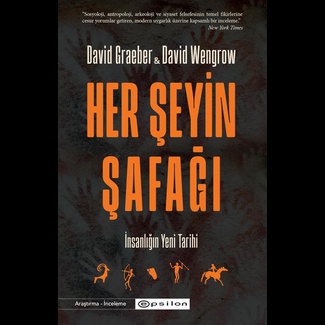 "Sosyoloji, antropoloji, arkeoloji ve siyaset felsefesinin temel fikirlerine
cesur yorumlar getiren, modern uygarlık üzerine kapsamlı bir inceleme."
New York Times
David Graeber & David Wengrow
HER ŞEYİN
ŞAFAĞI
İnsanlığın Yeni Tarihi
Araştırma - İnceleme
epsilon